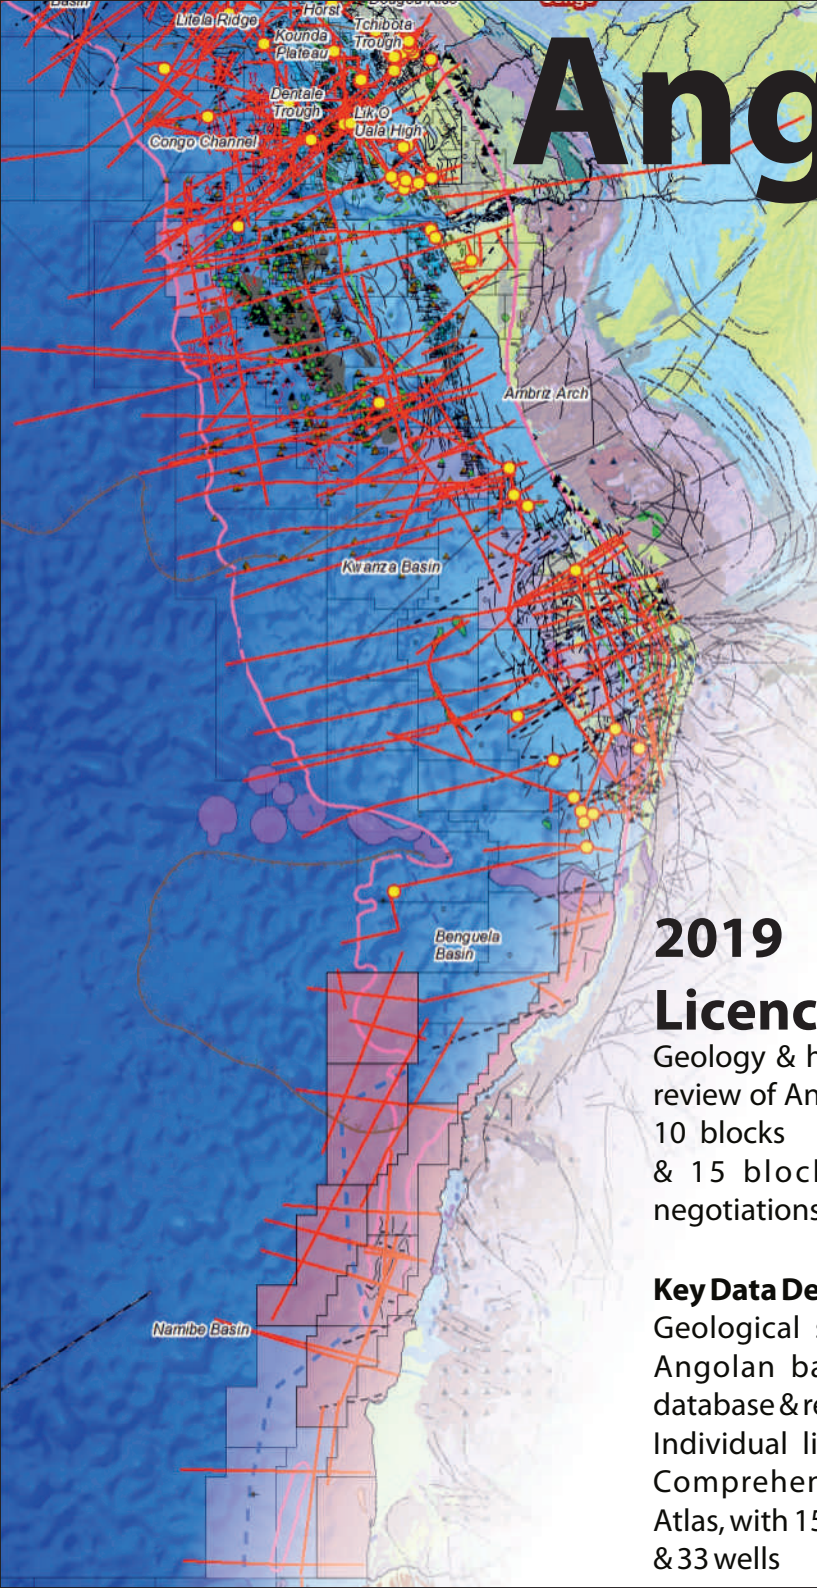 Basin
Horst
Litela Ridge
Kounda
Plateau
Tchibota
Trough
Dentale
Trough
Lik O
Uala High
Congo Channel
Ang
Ambriz Arch
Kwanza Basin
Benguela
Basin
Namibe Basin
2019
Licenc
Geology & h
review of An
10 blocks
& 15 bloc
negotiations
Key Data De
Geological s
Angolan ba
database & re
Individual li
Comprehen
Atlas, with 15
& 33 wells